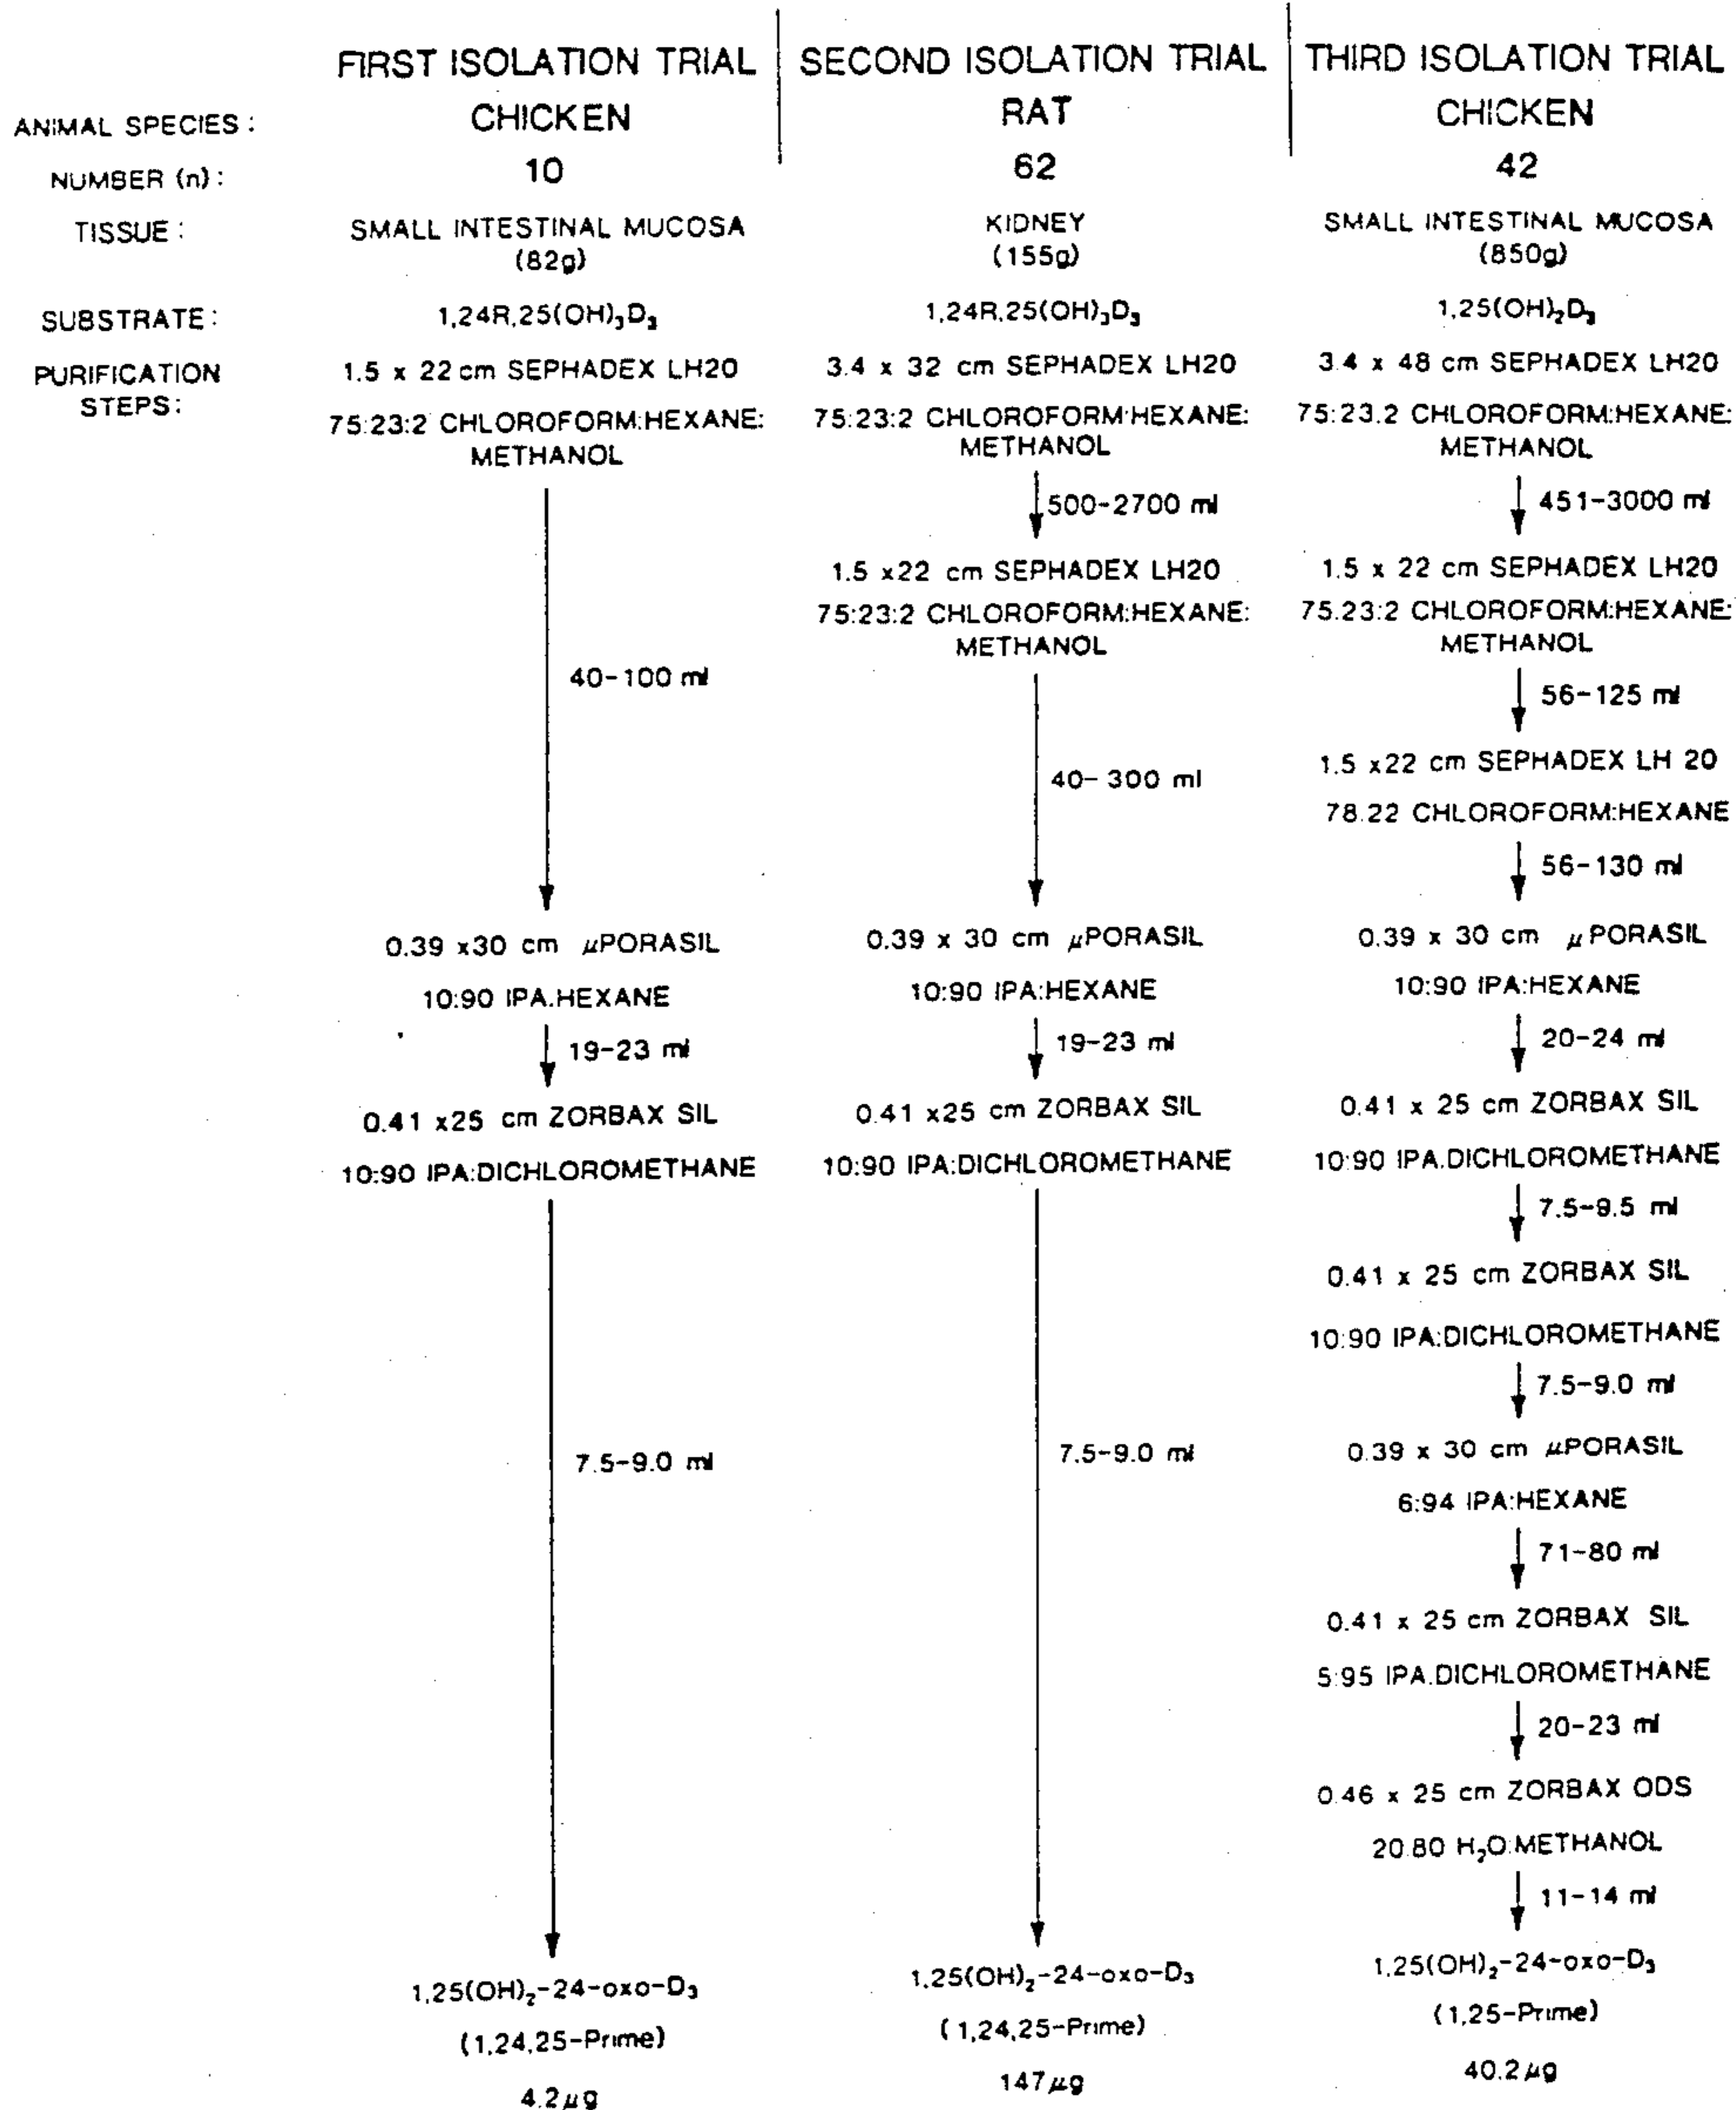 FIRST ISOLATION TRIAL
SECOND ISOLATION TRIAL
THIRD ISOLATION TRIAL
ANIMAL SPECIES:
CHICKEN
RAT
CHICKEN
NUMBER (n):
10
62
42
TISSUE:
SMALL INTESTINAL MUCOSA
(82g)
KIDNEY
(155g)
SMALL INTESTINAL MUCOSA
(850g)
SUBSTRATE:
1,24R,25(OH)₃D₃
1,24R,25(OH)₃D₃
1,25(OH)₂D₃
PURIFICATION
STEPS:
1.5 x 22 cm SEPHADEX LH20
75:23:2 CHLOROFORM:HEXANE:
METHANOL
40-100 ml
0.39 x30 cm µPORASIL
10:90 IPA.HEXANE
19-23 ml
0.41 x25 cm ZORBAX SIL
10:90 IPA:DICHLOROMETHANE
7.5-9.0 ml
1,25(OH)₂-24-oxo-D₃
(1,24,25-Prime)
4.2µg
3.4 x 32 cm SEPHADEX LH20
75:23:2 CHLOROFORM:HEXANE:
METHANOL
500-2700 ml
1.5 x22 cm SEPHADEX LH20
75:23:2 CHLOROFORM:HEXANE:
METHANOL
40-300 ml
0.39 x 30 cm µPORASIL
10:90 IPA:HEXANE
19-23 ml
0.41 x25 cm ZORBAX SIL
10:90 IPA:DICHLOROMETHANE
7.5-9.0 ml
1,25(OH)₂-24-oxo-D₃
(1,24,25-Prime)
147µg
3.4 x 48 cm SEPHADEX LH20
75:23.2 CHLOROFORM:HEXANE:
METHANOL
451-3000 ml
1.5 x 22 cm SEPHADEX LH20
75.23:2 CHLOROFORM:HEXANE:
METHANOL
56-125 ml
1.5 x22 cm SEPHADEX LH 20
78.22 CHLOROFORM:HEXANE
56-130 ml
0.39 x 30 cm µPORASIL
10:90 IPA:HEXANE
20-24 ml
0.41 x 25 cm ZORBAX SIL
10:90 IPA.DICHLOROMETHANE
7.5-9.5 ml
0.41 x 25 cm ZORBAX SIL
10:90 IPA:DICHLOROMETHANE
7.5-9.0 ml
0.39 x 30 cm µPORASIL
6:94 IPA:HEXANE
71-80 ml
0.41 x 25 cm ZORBAX SIL
5:95 IPA.DICHLOROMETHANE
20-23 ml
0.46 x 25 cm ZORBAX ODS
20.80 H₂O:METHANOL
11-14 ml
1,25(OH)₂-24-oxo-D₃
(1,25-Prime)
40.2µg